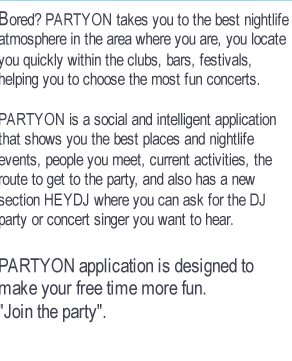 Bored? PARTYON takes you to the best nightlife
atmosphere in the area where you are, you locate
you quickly within the clubs, bars, festivals,
helping you to choose the most fun concerts.
PARTYON is a social and intelligent application
that shows you the best places and nightlife
events, people you meet, current activities, the
route to get to the party, and also has a new
section HEYDJ where you can ask for the DJ
party or concert singer you want to hear.
PARTYON application is designed to
make your free time more fun.
"Join the party".